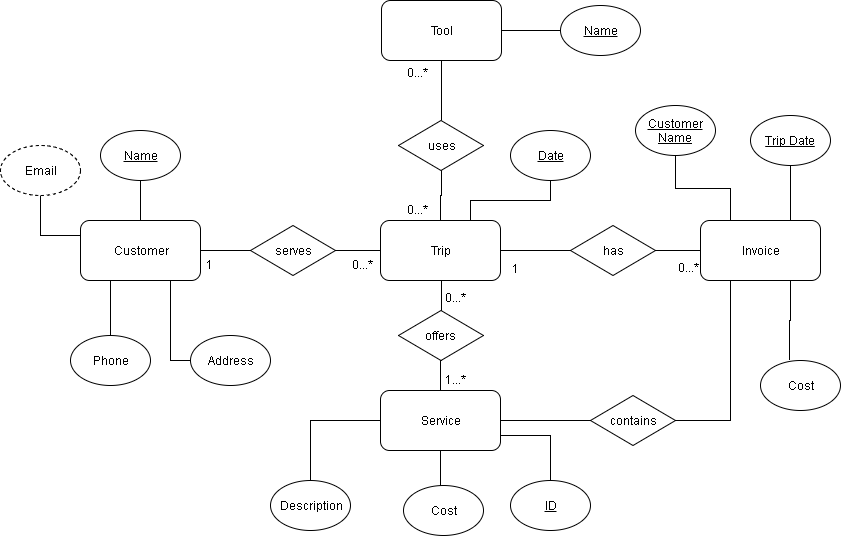 Tool
Name
0...*
uses
Customer
Name
Trip Date
Date
Name
Email
0...*
Customer
serves
Trip
has
Invoice
1
0...*
1
0...*
0...*
offers
Phone
Address
Cost
1...*
Service
contains
Description
Cost
ID